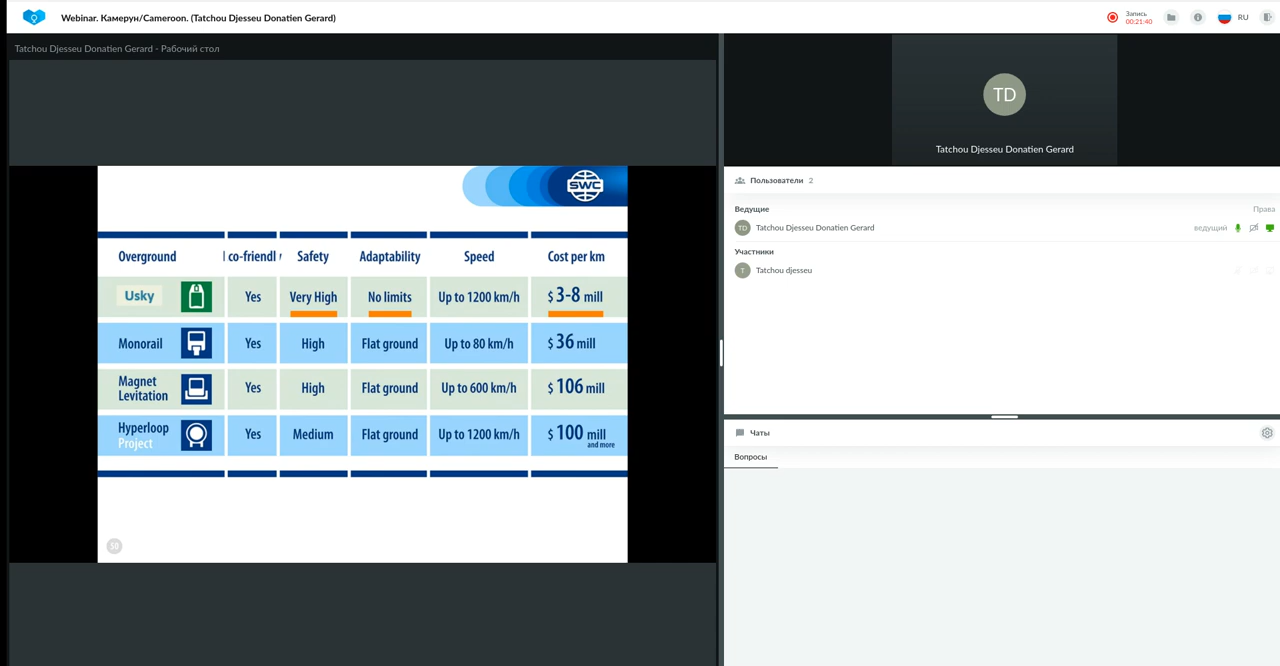 Webinar. Камерун/Cameroon. (Tatchou Djesseu Donatien Gerard)
Запись
00:21:40
RU
Tatchou Djesseu Donatien Gerard - Рабочий стол
TD
Tatchou Djesseu Donatien Gerard
Пользователи 2
Ведущие Права
TD Tatchou Djesseu Donatien Gerard ведущий
Участники
T Tatchou djesseu
Чаты
Вопросы
SWC
Overground co-friendl Safety Adaptability Speed Cost per km
Usky Yes Very High No limits Up to 1200 km/h $ 3-8 mill
Monorail Yes High Flat ground Up to 80 km/h $ 36 mill
Magnet
Levitation Yes High Flat ground Up to 600 km/h $ 106 mill
Hyperloop
Project Yes Medium Flat ground Up to 1200 km/h $ 100 mill
and more
50